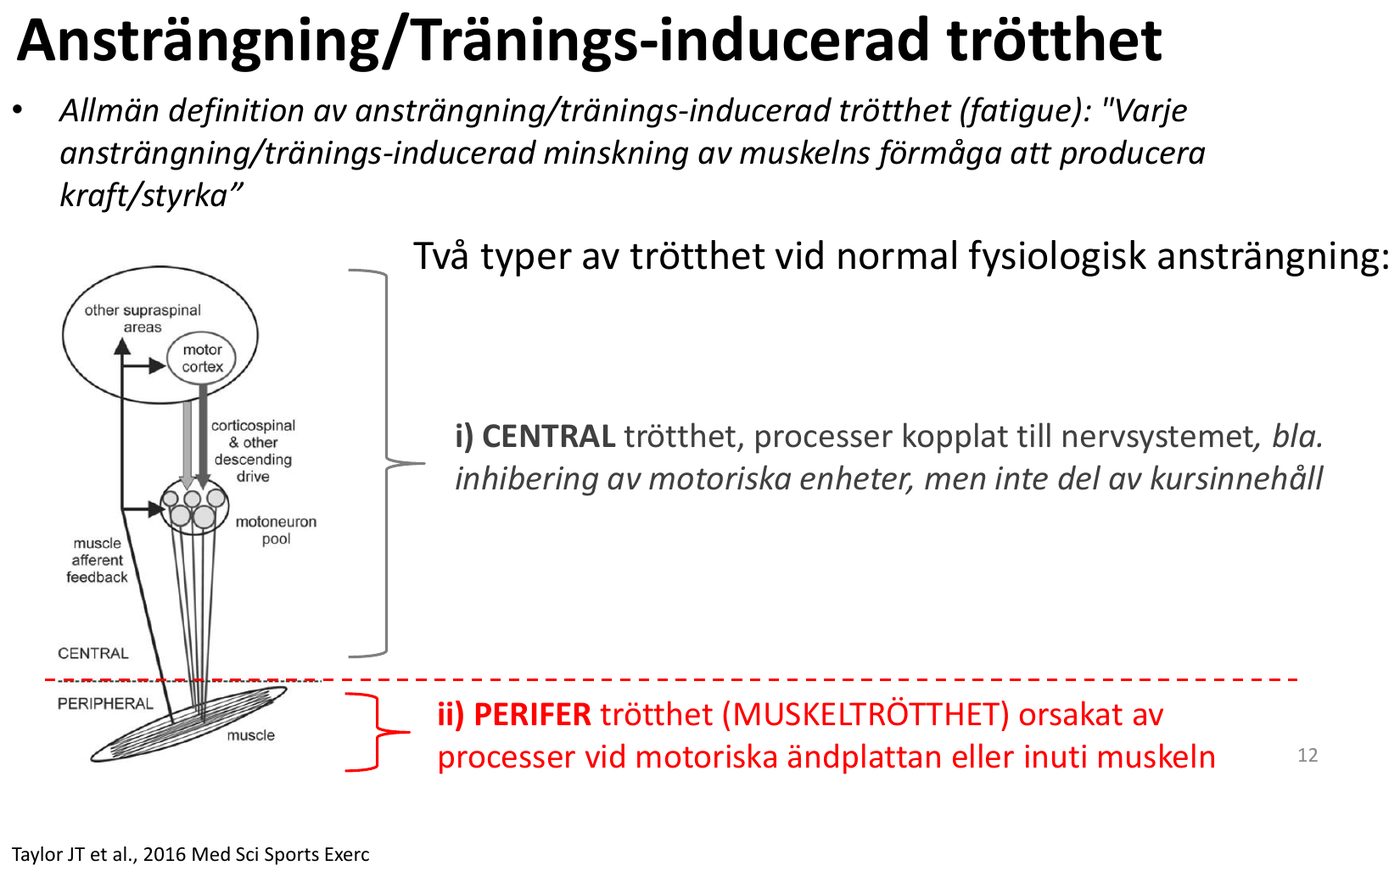 Ansträngning/Tränings-inducerad trötthet
• Allmän definition av ansträngning/tränings-inducerad trötthet (fatigue): "Varje
ansträngning/tränings-inducerad minskning av muskelns förmåga att producera
kraft/styrka”
Två typer av trötthet vid normal fysiologisk ansträngning:
other supraspinal
areas
motor
cortex
corticospinal
& other
descending
drive
motoneuron
pool
muscle
afferent
feedback
CENTRAL
PERIPHERAL
muscle
i) CENTRAL trötthet, processer kopplat till nervsystemet, bla.
inhibering av motoriska enheter, men inte del av kursinnehåll
ii) PERIFER trötthet (MUSKELTRÖTTHET) orsakat av
processer vid motoriska ändplattan eller inuti muskeln
12
Taylor JT et al., 2016 Med Sci Sports Exerc